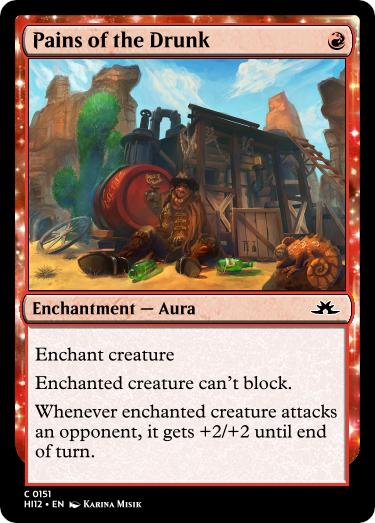 Pains of the Drunk
Enchantment — Aura
Enchant creature
Enchanted creature can't block.
Whenever enchanted creature attacks
an opponent, it gets +2/+2 until end
of turn.
C 0151
HI12 • EN Karina Misik